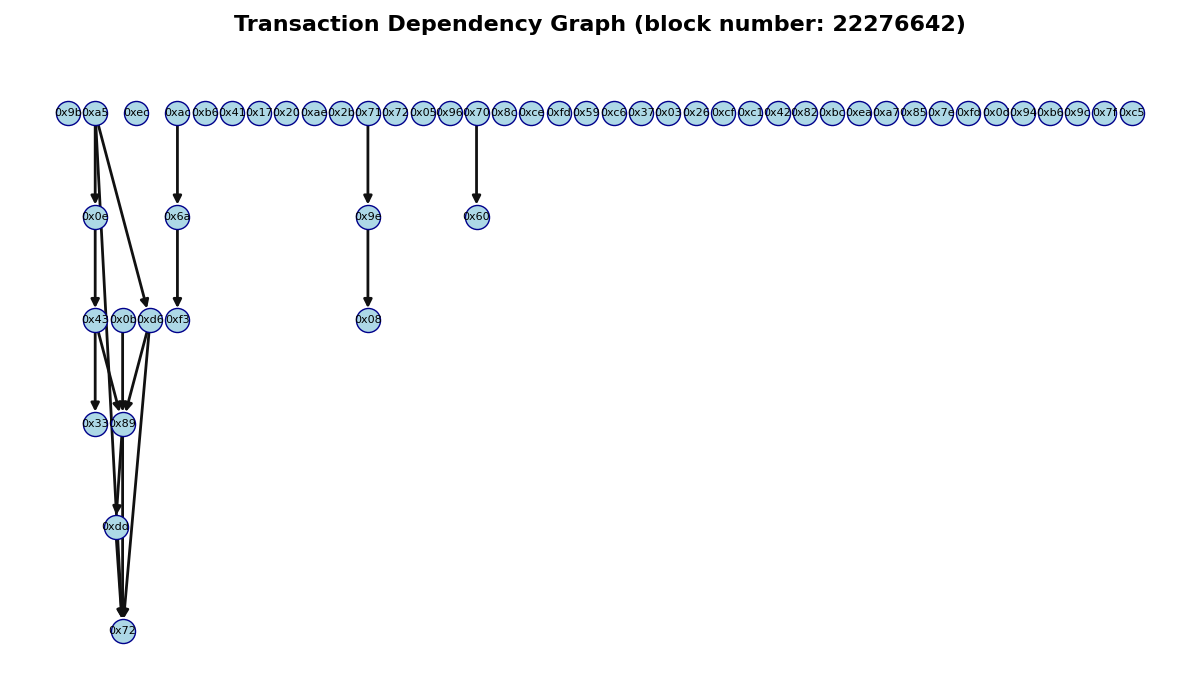 Transaction Dependency Graph (block number: 22276642)
0x9b 0xa5 0xec 0xac 0xb6 0x41 0x17 0x20 0xae 0x2b 0x71 0x72 0x05 0x96 0x70 0x8c 0xce 0xfd 0x59 0xc6 0x37 0x03 0x26 0xcf 0xc1 0x42 0x82 0xbc 0xea 0xa7 0x85 0x7e 0xfd 0x0d 0x94 0xb6 0x9c 0x7f 0xc5
0x0e 0x6a 0x9e 0x60
0x43 0x0b 0xd6 0xf3 0x08
0x33 0x89
0xdd
0x72